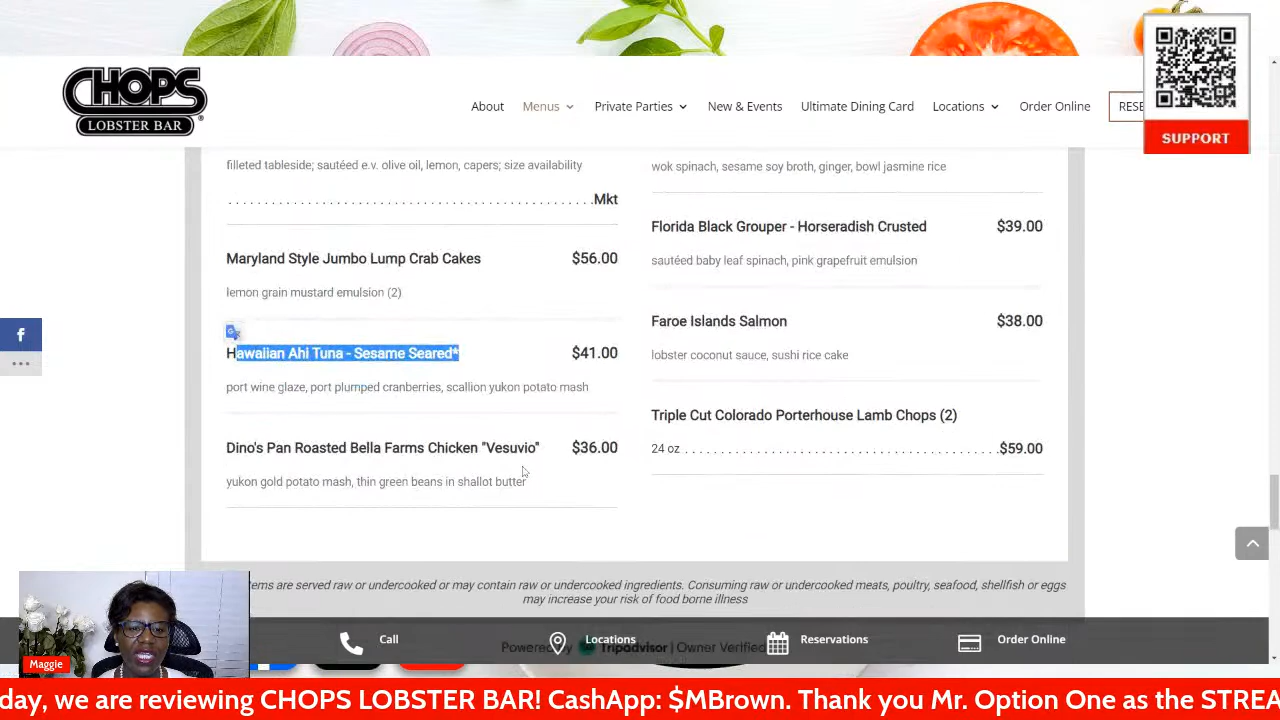 CHOPS
LOBSTER BAR
About Menus Private Parties New & Events Ultimate Dining Card Locations Order Online RESE
SUPPORT
filleted tableside; sautéed e.v. olive oil, lemon, capers; size availability
Mkt
Maryland Style Jumbo Lump Crab Cakes $56.00
lemon grain mustard emulsion (2)
Hawaiian Ahi Tuna - Sesame Seared* $41.00
port wine glaze, port plumped cranberries, scallion yukon potato mash
Dino's Pan Roasted Bella Farms Chicken "Vesuvio" $36.00
yukon gold potato mash, thin green beans in shallot butter
wok spinach, sesame soy broth, ginger, bowl jasmine rice
Florida Black Grouper - Horseradish Crusted $39.00
sautéed baby leaf spinach, pink grapefruit emulsion
Faroe Islands Salmon $38.00
lobster coconut sauce, sushi rice cake
Triple Cut Colorado Porterhouse Lamb Chops (2)
24 oz $59.00
tems are served raw or undercooked or may contain raw or undercooked ingredients. Consuming raw or undercooked meats, poultry, seafood, shellfish or eggs
may increase your risk of food borne illness
Call Locations Reservations Order Online
Powered by Tripadvisor | Owner Verified
Maggie
day, we are reviewing CHOPS LOBSTER BAR! CashApp: $MBrown. Thank you Mr. Option One as the STREA